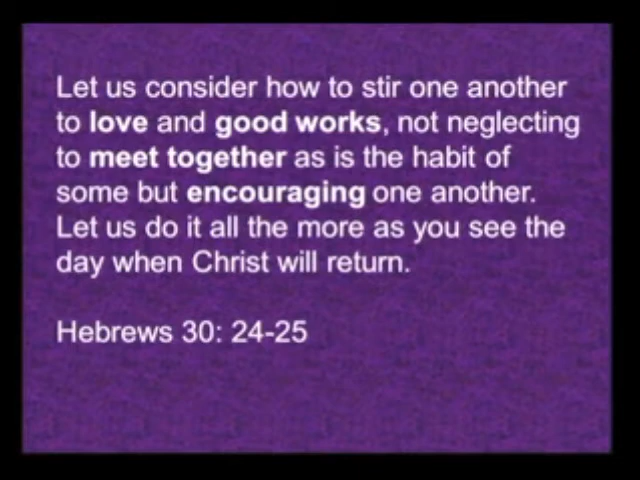 Let us consider how to stir one another
to love and good works, not neglecting
to meet together as is the habit of
some but encouraging one another.
Let us do it all the more as you see the
day when Christ will return.
Hebrews 30: 24-25